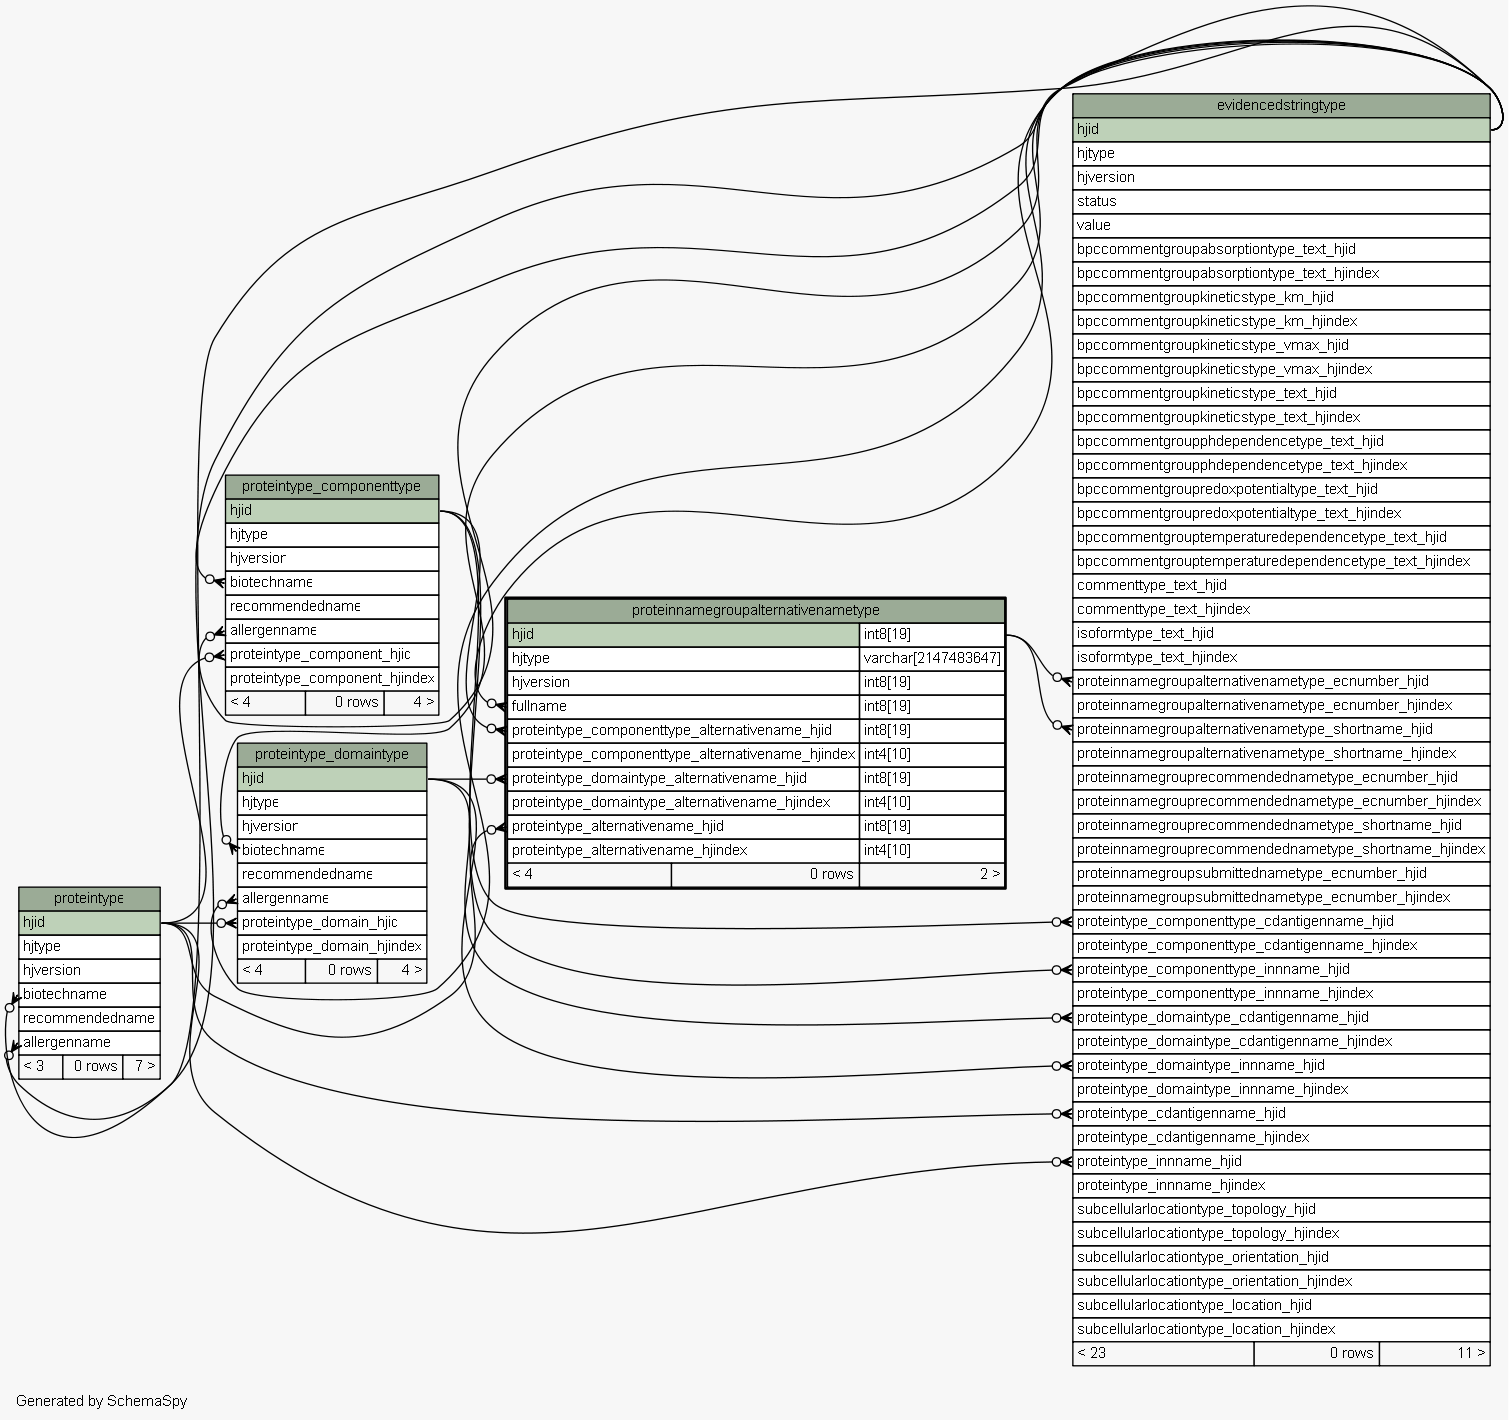 evidencedstringtype
hjid
hjtype
hjversion
status
value
bpccommentgroupabsorptiontype_text_hjid
bpccommentgroupabsorptiontype_text_hjindex
bpccommentgroupkineticstype_km_hjid
bpccommentgroupkineticstype_km_hjindex
bpccommentgroupkineticstype_vmax_hjid
bpccommentgroupkineticstype_vmax_hjindex
bpccommentgroupkineticstype_text_hjid
bpccommentgroupkineticstype_text_hjindex
bpccommentgroupphdependencetype_text_hjid
bpccommentgroupphdependencetype_text_hjindex
bpccommentgroupredoxpotentialtype_text_hjid
bpccommentgroupredoxpotentialtype_text_hjindex
bpccommentgrouptemperaturedependencetype_text_hjid
bpccommentgrouptemperaturedependencetype_text_hjindex
commenttype_text_hjid
commenttype_text_hjindex
isoformtype_text_hjid
isoformtype_text_hjindex
proteinnamegroupalternativenametype_ecnumber_hjid
proteinnamegroupalternativenametype_ecnumber_hjindex
proteinnamegroupalternativenametype_shortname_hjid
proteinnamegroupalternativenametype_shortname_hjindex
proteinnamegrouprecommendednametype_ecnumber_hjid
proteinnamegrouprecommendednametype_ecnumber_hjindex
proteinnamegrouprecommendednametype_shortname_hjid
proteinnamegrouprecommendednametype_shortname_hjindex
proteinnamegroupsubmittednametype_ecnumber_hjid
proteinnamegroupsubmittednametype_ecnumber_hjindex
proteintype_componenttype_cdantigenname_hjid
proteintype_componenttype_cdantigenname_hjindex
proteintype_componenttype_innname_hjid
proteintype_componenttype_innname_hjindex
proteintype_domaintype_cdantigenname_hjid
proteintype_domaintype_cdantigenname_hjindex
proteintype_domaintype_innname_hjid
proteintype_domaintype_innname_hjindex
proteintype_cdantigenname_hjid
proteintype_cdantigenname_hjindex
proteintype_innname_hjid
proteintype_innname_hjindex
subcellularlocationtype_topology_hjid
subcellularlocationtype_topology_hjindex
subcellularlocationtype_orientation_hjid
subcellularlocationtype_orientation_hjindex
subcellularlocationtype_location_hjid
subcellularlocationtype_location_hjindex
< 23 0 rows 11 >
proteintype_componenttype
hjid
hjtype
hjversion
biotechname
recommendedname
allergenname
proteintype_component_hjid
proteintype_component_hjindex
< 4 0 rows 4 >
proteinnamegroupalternativenametype
hjid int8[19]
hjtype varchar[2147483647]
hjversion int8[19]
fullname int8[19]
proteintype_componenttype_alternativename_hjid int8[19]
proteintype_componenttype_alternativename_hjindex int4[10]
proteintype_domaintype_alternativename_hjid int8[19]
proteintype_domaintype_alternativename_hjindex int4[10]
proteintype_alternativename_hjid int8[19]
proteintype_alternativename_hjindex int4[10]
< 4 0 rows 2 >
proteintype_domaintype
hjid
hjtype
hjversion
biotechname
recommendedname
allergenname
proteintype_domain_hjid
proteintype_domain_hjindex
< 4 0 rows 4 >
proteintype
hjid
hjtype
hjversion
biotechname
recommendedname
allergenname
< 3 0 rows 7 >
Generated by SchemaSpy